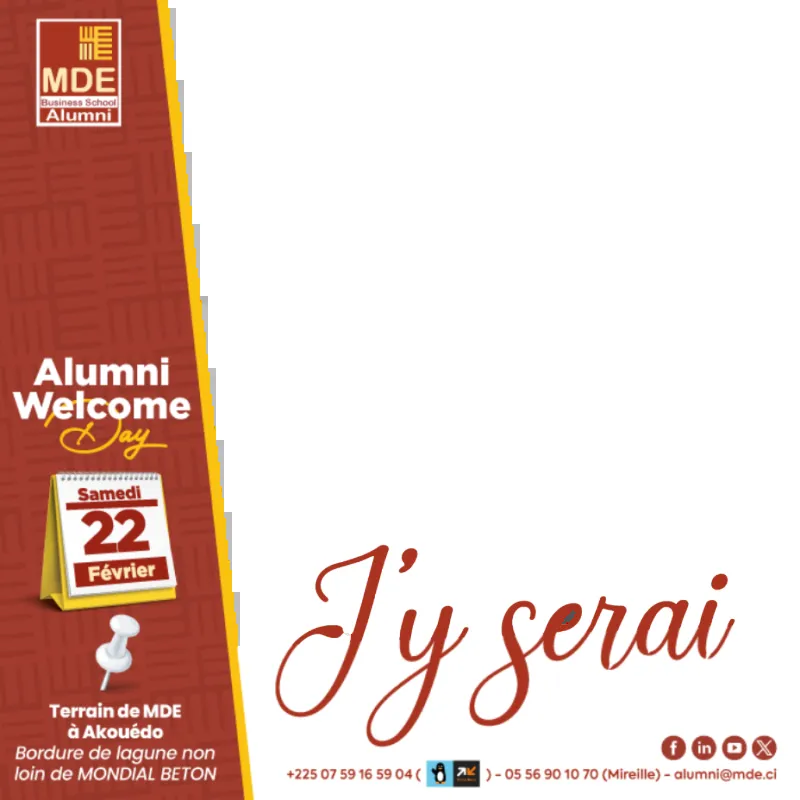 MDE
Business School
Alumni
Alumni
Welcome
Day
Samedi
22
Février
Terrain de MDE
à Akouédo
Bordure de lagune non
loin de MONDIAL BETON
J'y serai
+225 07 59 16 59 04 ( ) - 05 56 90 10 70 (Mireille) - alumni@mde.ci